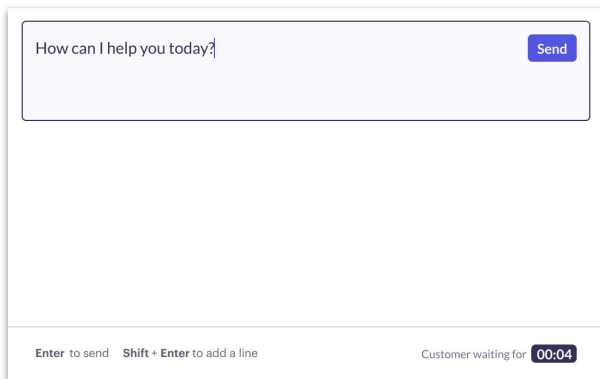 How can I help you today?
Send
Enter to send Shift + Enter to add a line
Customer waiting for 00:04